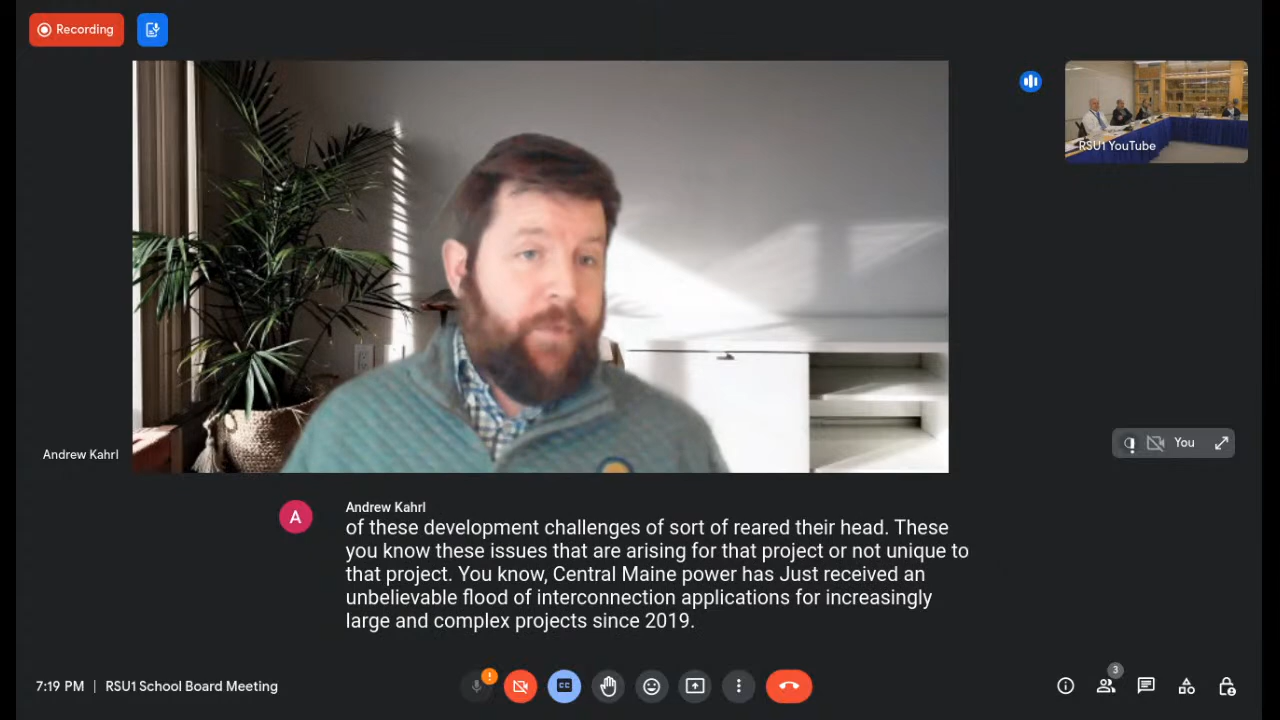 Recording
RSU1 YouTube
You
Andrew Kahrl
A
Andrew Kahrl
of these development challenges of sort of reared their head. These
you know these issues that are arising for that project or not unique to
that project. You know, Central Maine power has Just received an
unbelievable flood of interconnection applications for increasingly
large and complex projects since 2019.
7:19 PM | RSU1 School Board Meeting
!
CC
3